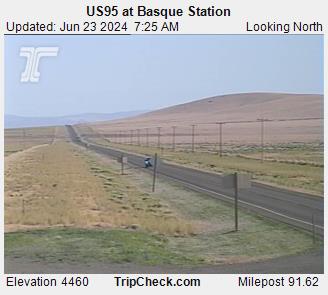 US95 at Basque Station
Updated: Jun 23 2024 7:25 AM Looking North
Elevation 4460 TripCheck.com Milepost 91.62